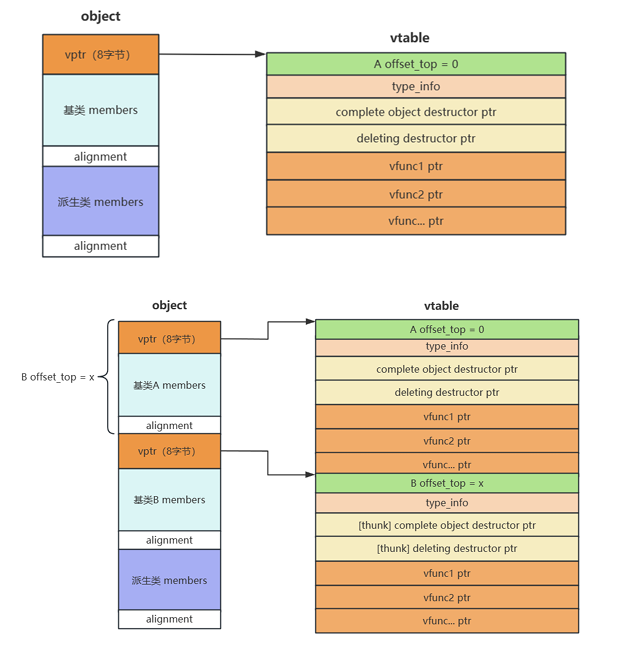 object
vtable
vptr（8字节）
A offset_top = 0
type_info
基类 members
complete object destructor ptr
deleting destructor ptr
alignment
vfunc1 ptr
派生类 members
vfunc2 ptr
vfunc... ptr
alignment
object
vtable
vptr（8字节）
A offset_top = 0
type_info
B offset_top = x
基类A members
complete object destructor ptr
deleting destructor ptr
alignment
vfunc1 ptr
vptr（8字节）
vfunc2 ptr
vfunc... ptr
基类B members
B offset_top = x
type_info
alignment
[thunk] complete object destructor ptr
[thunk] deleting destructor ptr
派生类 members
vfunc1 ptr
vfunc2 ptr
alignment
vfunc... ptr